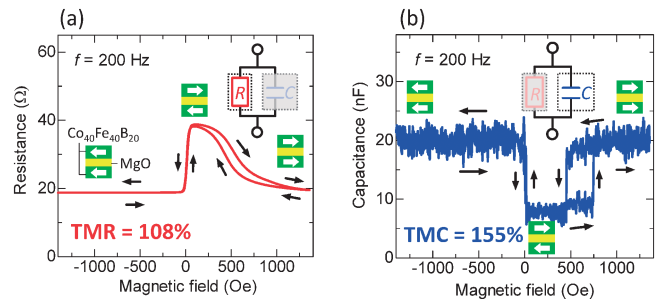 (a)
f = 200 Hz
R
C
Co40Fe40B20
MgO
TMR = 108%
Resistance (Ω)
60
40
20
0
-1000 -500 0 500 1000
Magnetic field (Oe)
(b)
f = 200 Hz
R
C
TMC = 155%
Capacitance (nF)
40
30
20
10
0
-1000 -500 0 500 1000
Magnetic field (Oe)